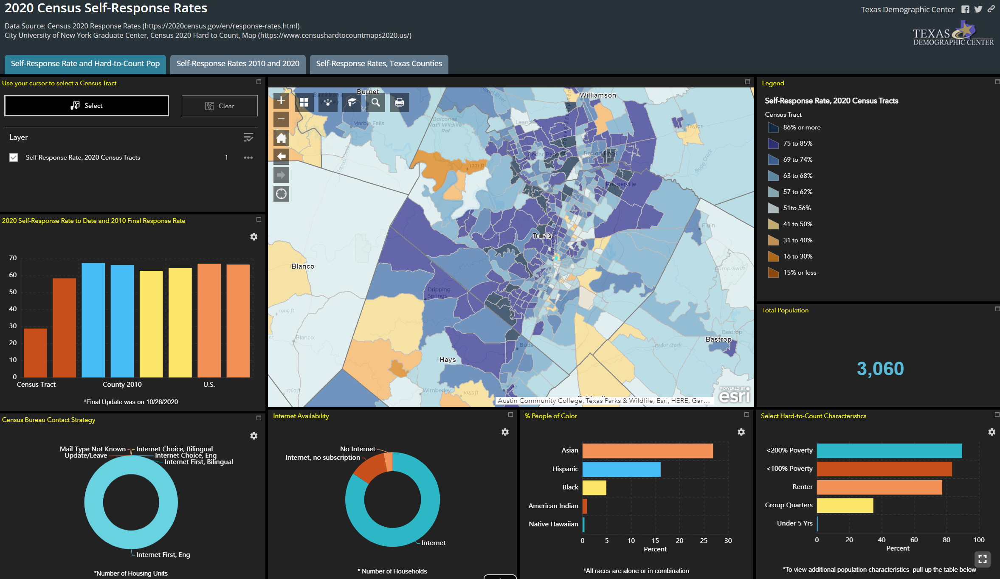 2020 Census Self-Response Rates
Data Source: Census 2020 Response Rates (https://2020census.gov/en/response-rates.html)
City University of New York Graduate Center, Census 2020 Hard to Count, Map (https://www.censushardtocountmaps2020.us/)
Texas Demographic Center
TEXAS
DEMOGRAPHIC CENTER
Self-Response Rate and Hard-to-Count Pop
Self-Response Rates 2010 and 2020
Self-Response Rates, Texas Counties
Use your cursor to select a Census Tract
Select
Clear
Layer
Self-Response Rate, 2020 Census Tracts
1
2020 Self-Response Rate to Date and 2010 Final Response Rate
70
60
50
40
30
20
10
0
Census Tract
County 2010
U.S.
*Final Update was on 10/28/2020
Burnet
Williamson
Marble Falls
Balcones
Nat'l Wildlife
Ref
Leander
Taylor
Brushy Creek
Cedar Park
Round Rock
1221 ft
Pflugerville
Travis
Elgin
Camp Swift
Blanco
Dripping
Springs
1909 ft
Blanco
Bastrop
Bastrop
Cedar Creek
Buda
Hays
Wimberley
Kyle
1767 ft
1045 ft
Austin Community College, Texas Parks & Wildlife, Esri, HERE, Gar...
POWERED BY
esri
Legend
Self-Response Rate, 2020 Census Tracts
Census Tract
86% or more
75 to 85%
69 to 74%
63 to 68%
57 to 62%
51to 56%
41 to 50%
31 to 40%
16 to 30%
15% or less
Total Population
3,060
Census Bureau Contact Strategy
Mail Type Not Known
Internet Choice, Bilingual
Update/Leave
Internet Choice, Eng
Internet First, Bilingual
Internet First, Eng
*Number of Housing Units
Internet Availability
No Internet
Internet, no subscription
Internet
* Number of Households
% People of Color
Asian
Hispanic
Black
American Indian
Native Hawaiian
0 5 10 15 20 25 30
Percent
*All races are alone or in combination
Select Hard-to-Count Characteristics
<200% Poverty
<100% Poverty
Renter
Group Quarters
Under 5 Yrs
0 20 40 60 80 100
Percent
*To view additional population characteristics pull up the table below